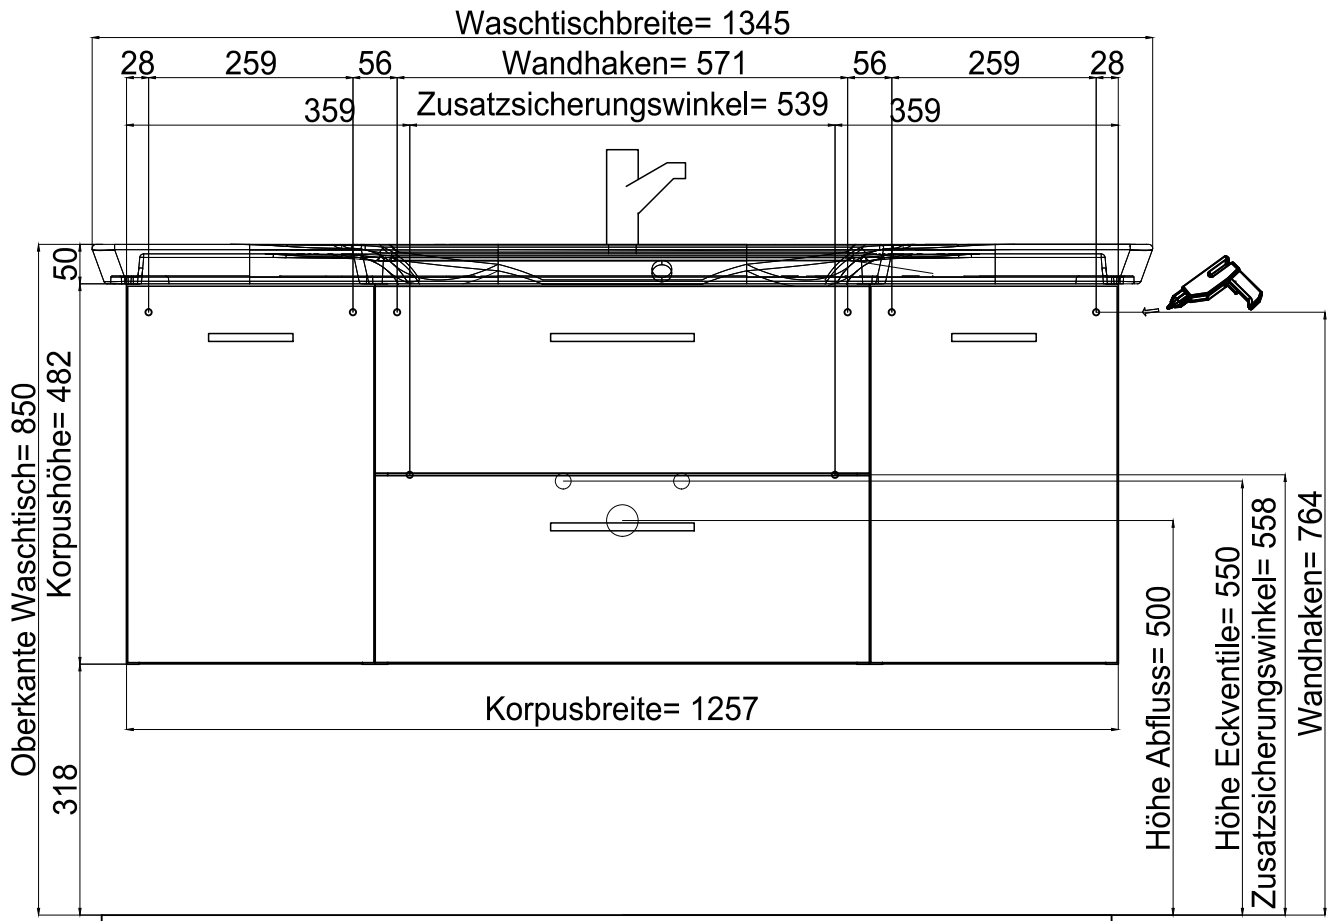 Waschtischbreite= 1345
28 259 56 Wandhaken= 571 56 259 28
359 Zusatzsicherungswinkel= 539 359
50
Oberkante Waschtisch= 850
Korpushöhe= 482
318
Korpusbreite= 1257
Höhe Abfluss= 500
Höhe Eckventile= 550
Zusatzsicherungswinkel= 558
Wandhaken= 764